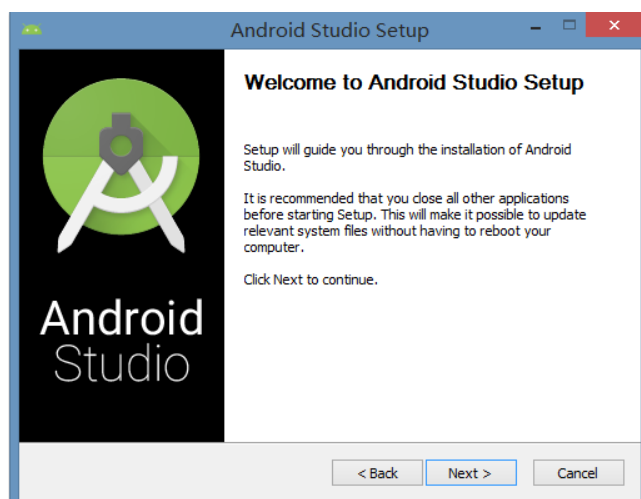 Android Studio Setup
Welcome to Android Studio Setup
Setup will guide you through the installation of Android
Studio.
It is recommended that you close all other applications
before starting Setup. This will make it possible to update
relevant system files without having to reboot your
computer.
Click Next to continue.
Android
Studio
< Back
Next >
Cancel